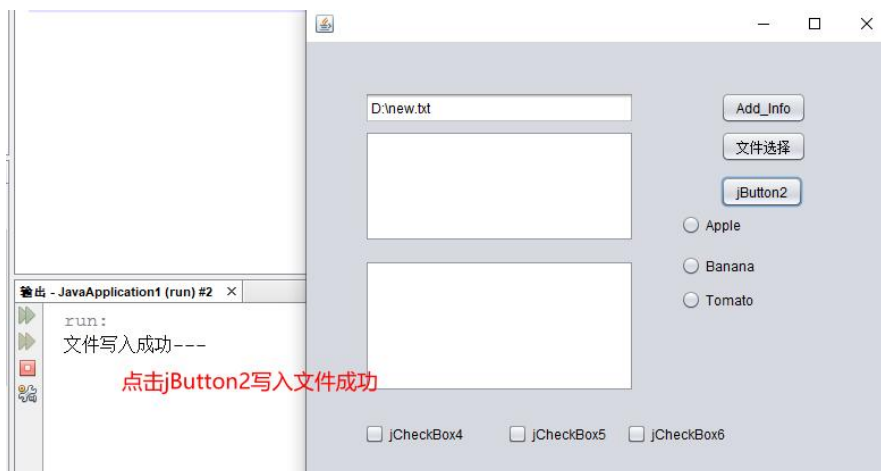 D:\new.txt
Add_Info
文件选择
jButton2
Apple
Banana
Tomato
输出 - JavaApplication1 (run) #2 ×
run:
文件写入成功---
点击jButton2写入文件成功
jCheckBox4
jCheckBox5
jCheckBox6